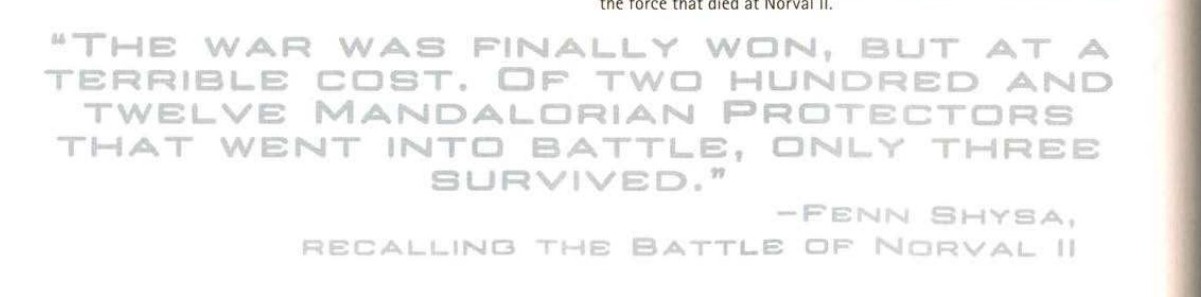 the force that died at Norval II.
“THE WAR WAS FINALLY WON, BUT AT A
TERRIBLE COST. OF TWO HUNDRED AND
TWELVE MANDALORIAN PROTECTORS
THAT WENT INTO BATTLE, ONLY THREE
SURVIVED.”
–FENN SHYSA,
RECALLING THE BATTLE OF NORVAL II